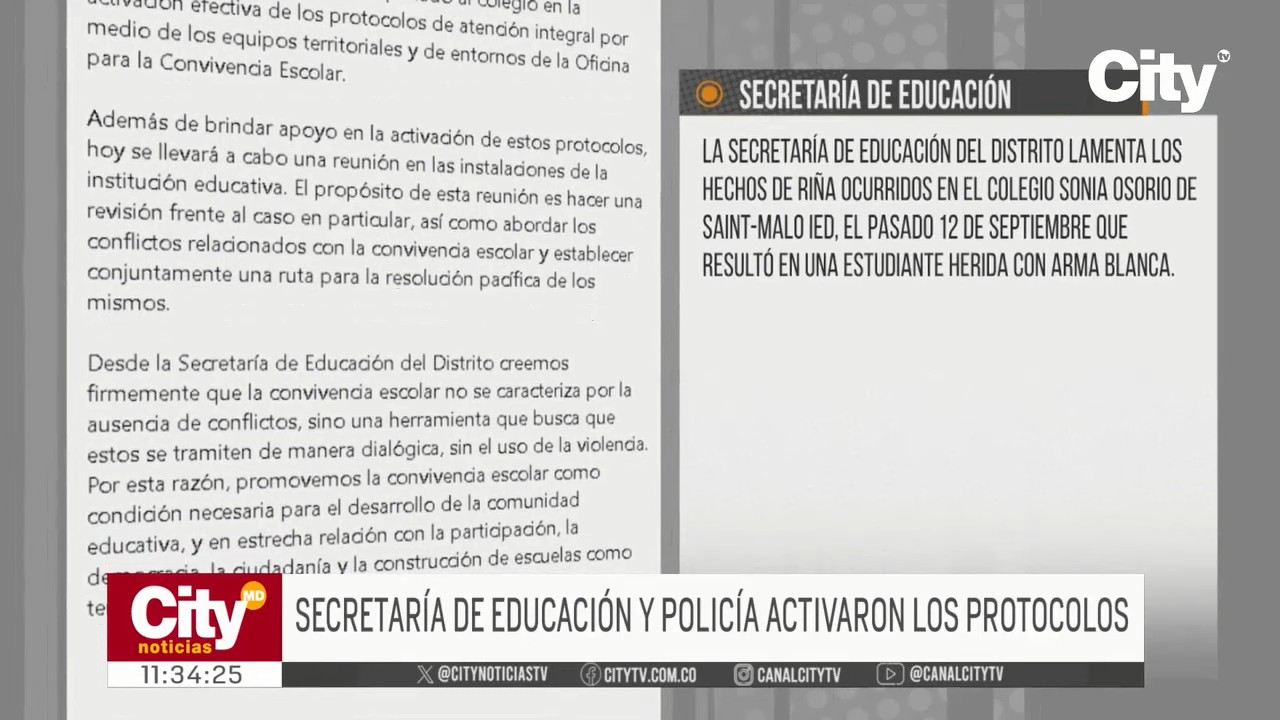 colegio en la
activación efectiva de los protocolos de atención integral por
medio de los equipos territoriales y de entornos de la Oficina
para la Convivencia Escolar.
Además de brindar apoyo en la activación de estos protocolos,
hoy se llevará a cabo una reunión en las instalaciones de la
institución educativa. El propósito de esta reunión es hacer una
revisión frente al caso en particular, así como abordar los
conflictos relacionados con la convivencia escolar y establecer
conjuntamente una ruta para la resolución pacífica de los
mismos.
Desde la Secretaría de Educación del Distrito creemos
firmemente que la convivencia escolar no se caracteriza por la
ausencia de conflictos, sino una herramienta que busca que
estos se tramiten de manera dialógica, sin el uso de la violencia.
Por esta razón, promovemos la convivencia escolar como
condición necesaria para el desarrollo de la comunidad
educativa, y en estrecha relación con la participación, la
la ciudadanía y la construcción de escuelas como
City tv
SECRETARÍA DE EDUCACIÓN
LA SECRETARÍA DE EDUCACIÓN DEL DISTRITO LAMENTA LOS
HECHOS DE RIÑA OCURRIDOS EN EL COLEGIO SONIA OSORIO DE
SAINT-MALO IED, EL PASADO 12 DE SEPTIEMBRE QUE
RESULTÓ EN UNA ESTUDIANTE HERIDA CON ARMA BLANCA.
City MD
noticias
SECRETARÍA DE EDUCACIÓN Y POLICÍA ACTIVARON LOS PROTOCOLOS
11:34:25
@CITYNOTICIASTV CITYTV.COM.CO CANALCITYTV @CANALCITYTV